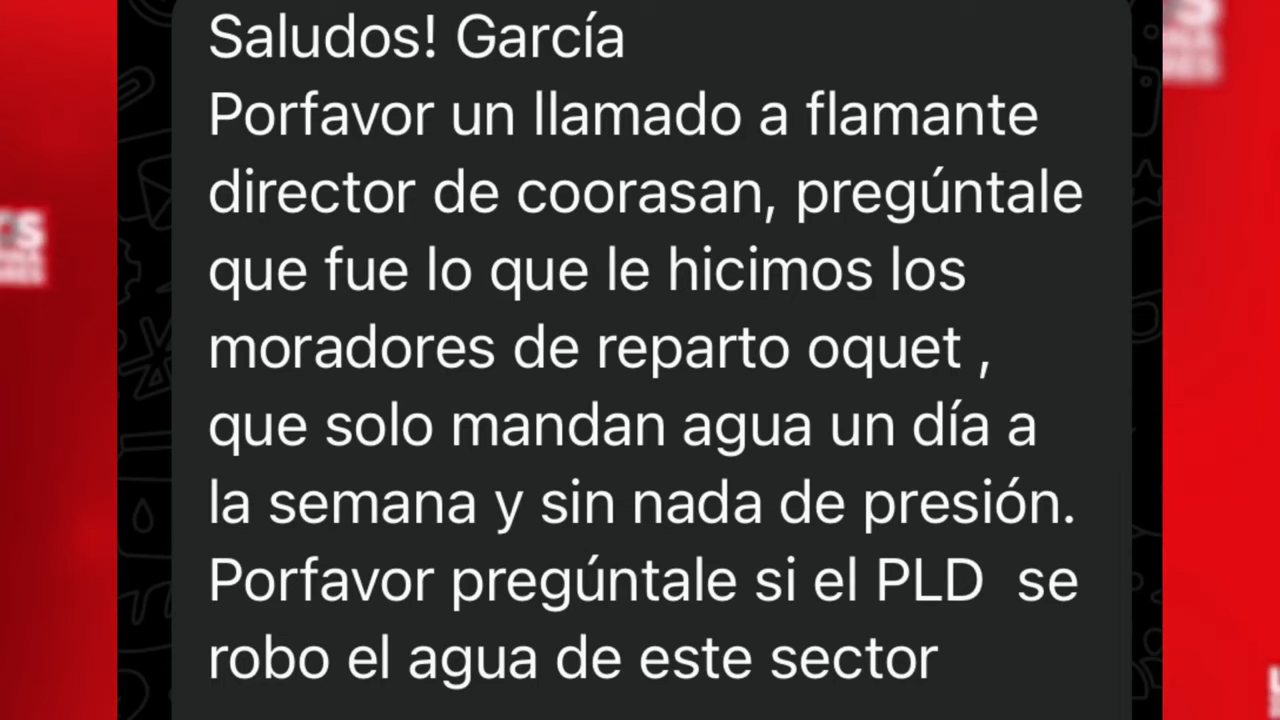 Saludos! García
Porfavor un llamado a flamante
director de coorasan, pregúntale
que fue lo que le hicimos los
moradores de reparto oquet ,
que solo mandan agua un día a
la semana y sin nada de presión.
Porfavor pregúntale si el PLD  se
robo el agua de este sector